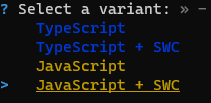 ? Select a variant: » -
TypeScript
TypeScript + SWC
JavaScript
> JavaScript + SWC